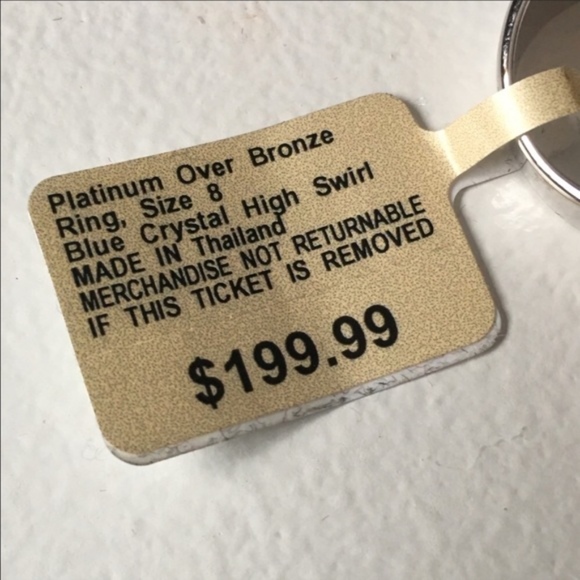 Platinum Over Bronze
Ring, Size 8
Blue Crystal High Swirl
MADE IN Thailand
MERCHANDISE NOT RETURNABLE
IF THIS TICKET IS REMOVED
$199.99